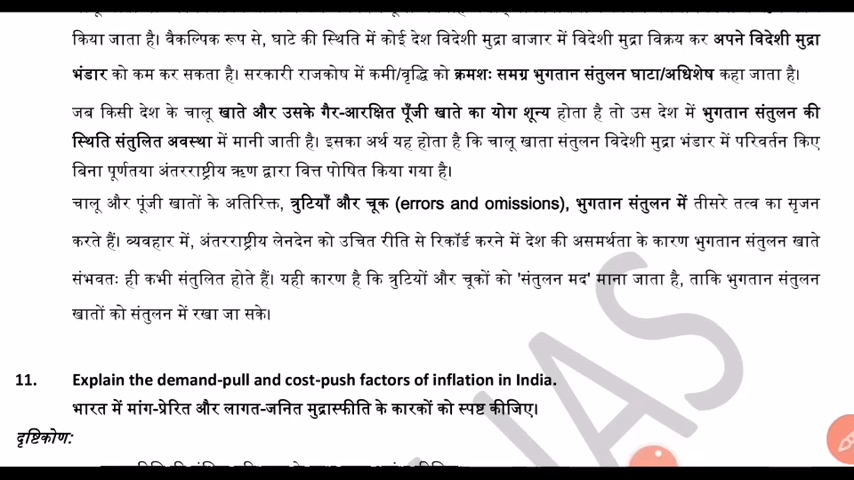 किया जाता है। वैकल्पिक रूप से, घाटे की स्थिति में कोई देश विदेशी मुद्रा बाजार में विदेशी मुद्रा विक्रय कर अपने विदेशी मुद्रा
भंडार को कम कर सकता है। सरकारी राजकोष में कमी/वृद्धि को क्रमशः समग्र भुगतान संतुलन घाटा/अधिशेष कहा जाता है।
जब किसी देश के चालू खाते और उसके गैर-आरक्षित पूँजी खाते का योग शून्य होता है तो उस देश में भुगतान संतुलन की
स्थिति संतुलित अवस्था में मानी जाती है। इसका अर्थ यह होता है कि चालू खाता संतुलन विदेशी मुद्रा भंडार में परिवर्तन किए
बिना पूर्णतया अंतरराष्ट्रीय ऋण द्वारा वित्त पोषित किया गया है।
चालू और पूंजी खातों के अतिरिक्त, त्रुटियाँ और चूक (errors and omissions), भुगतान संतुलन में तीसरे तत्व का सृजन
करते हैं। व्यवहार में, अंतरराष्ट्रीय लेनदेन को उचित रीति से रिकॉर्ड करने में देश की असमर्थता के कारण भुगतान संतुलन खाते
संभवतः ही कभी संतुलित होते हैं। यही कारण है कि त्रुटियों और चूकों को 'संतुलन मद' माना जाता है, ताकि भुगतान संतुलन
खातों को संतुलन में रखा जा सके।
11. Explain the demand-pull and cost-push factors of inflation in India.
भारत में मांग-प्रेरित और लागत-जनित मुद्रास्फीति के कारकों को स्पष्ट कीजिए।
दृष्टिकोण:
IAS